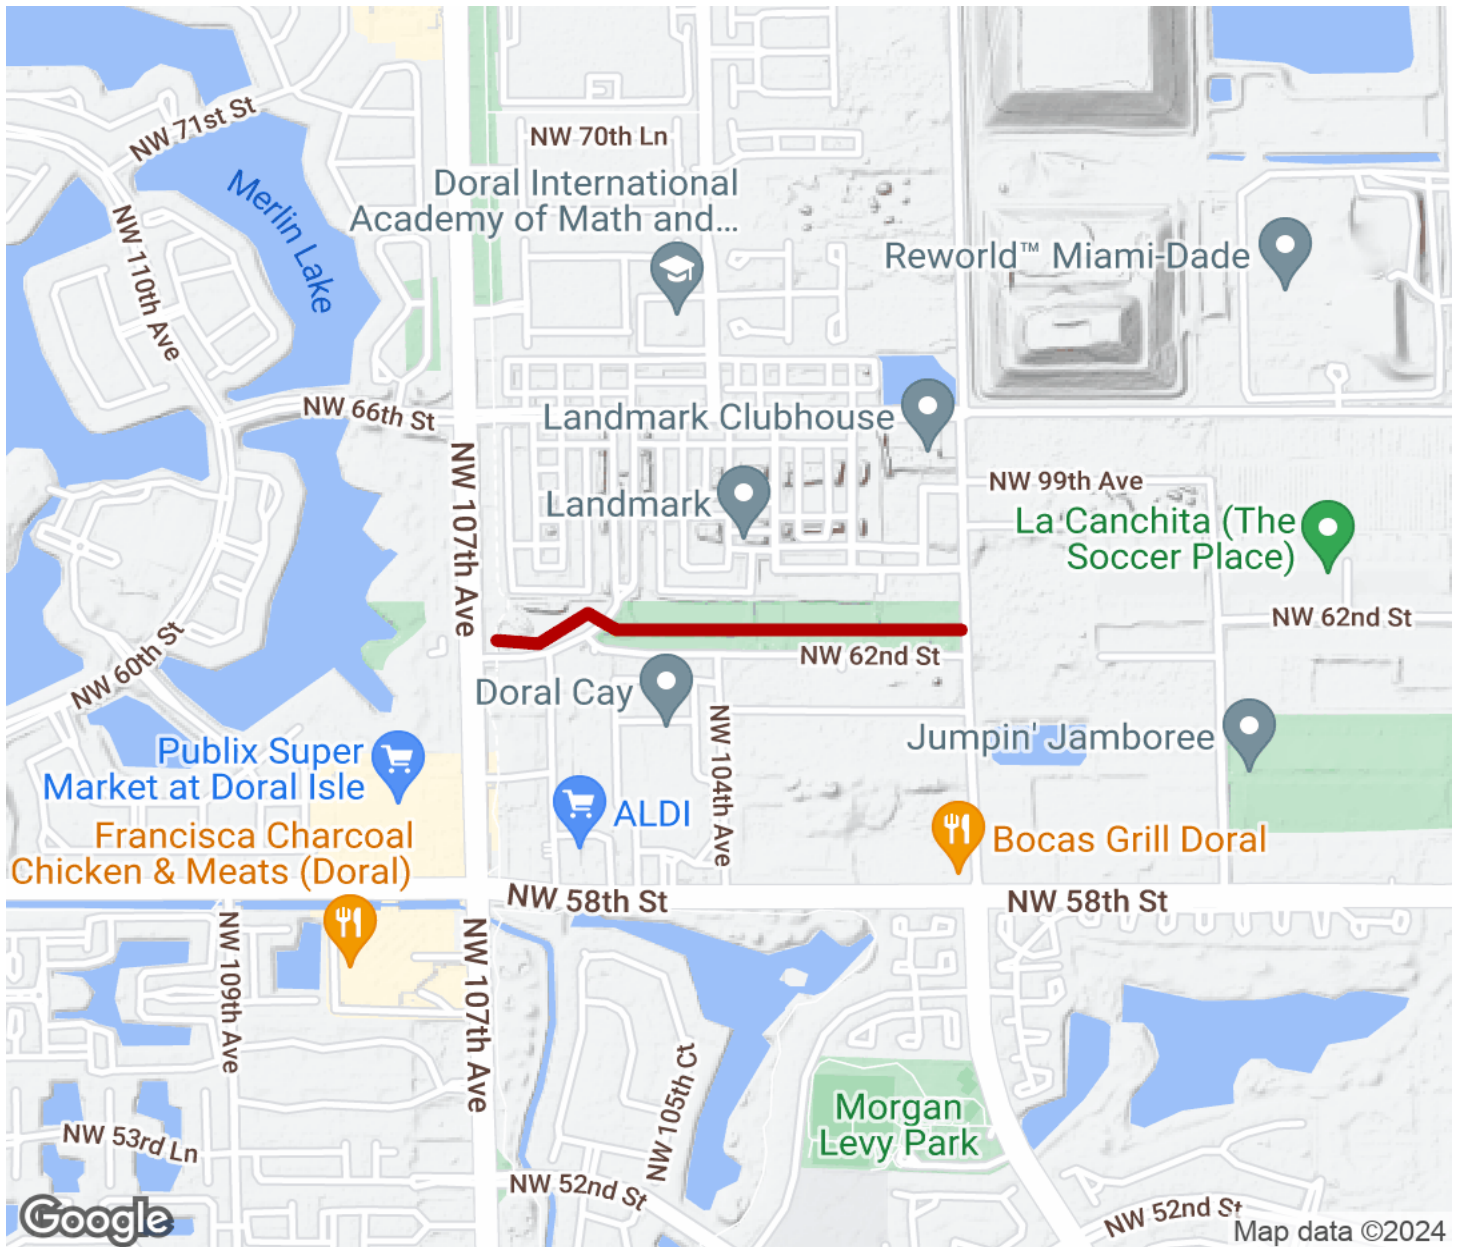 NW 71st St
NW 70th Ln
Merlin Lake
Doral International
Academy of Math and...
NW 110th Ave
Reworld™ Miami-Dade
NW 66th St
Landmark Clubhouse
NW 107th Ave
NW 99th Ave
Landmark
La Canchita (The
Soccer Place)
NW 62nd St
NW 60th St
NW 62nd St
Doral Cay
NW 104th Ave
Jumpin' Jamboree
Publix Super
Market at Doral Isle
ALDI
Francisca Charcoal
Chicken & Meats (Doral)
Bocas Grill Doral
NW 58th St
NW 58th St
NW 109th Ave
NW 107th Ave
NW 105th Ct
Morgan
Levy Park
NW 53rd Ln
NW 52nd St
NW 52nd St
Google
Map data ©2024